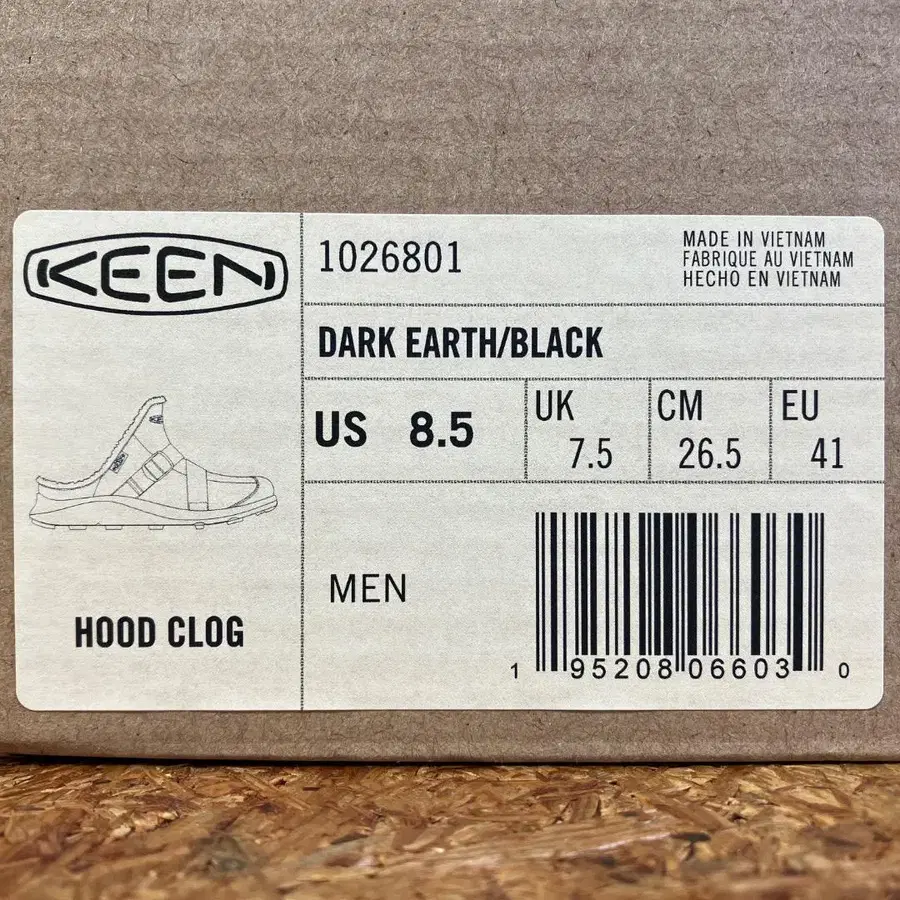 KEEN
1026801
MADE IN VIETNAM
FABRIQUE AU VIETNAM
HECHO EN VIETNAM
DARK EARTH/BLACK
US 8.5
UK 7.5
CM 26.5
EU 41
HOOD CLOG
MEN
1 95208 06603 0